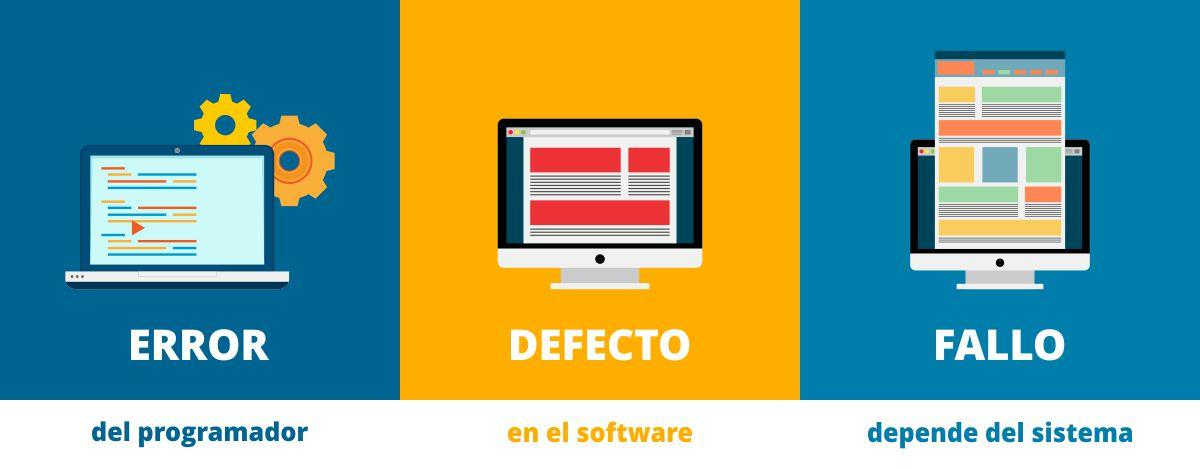 ERROR
DEFECTO
FALLO
del programador
en el software
depende del sistema